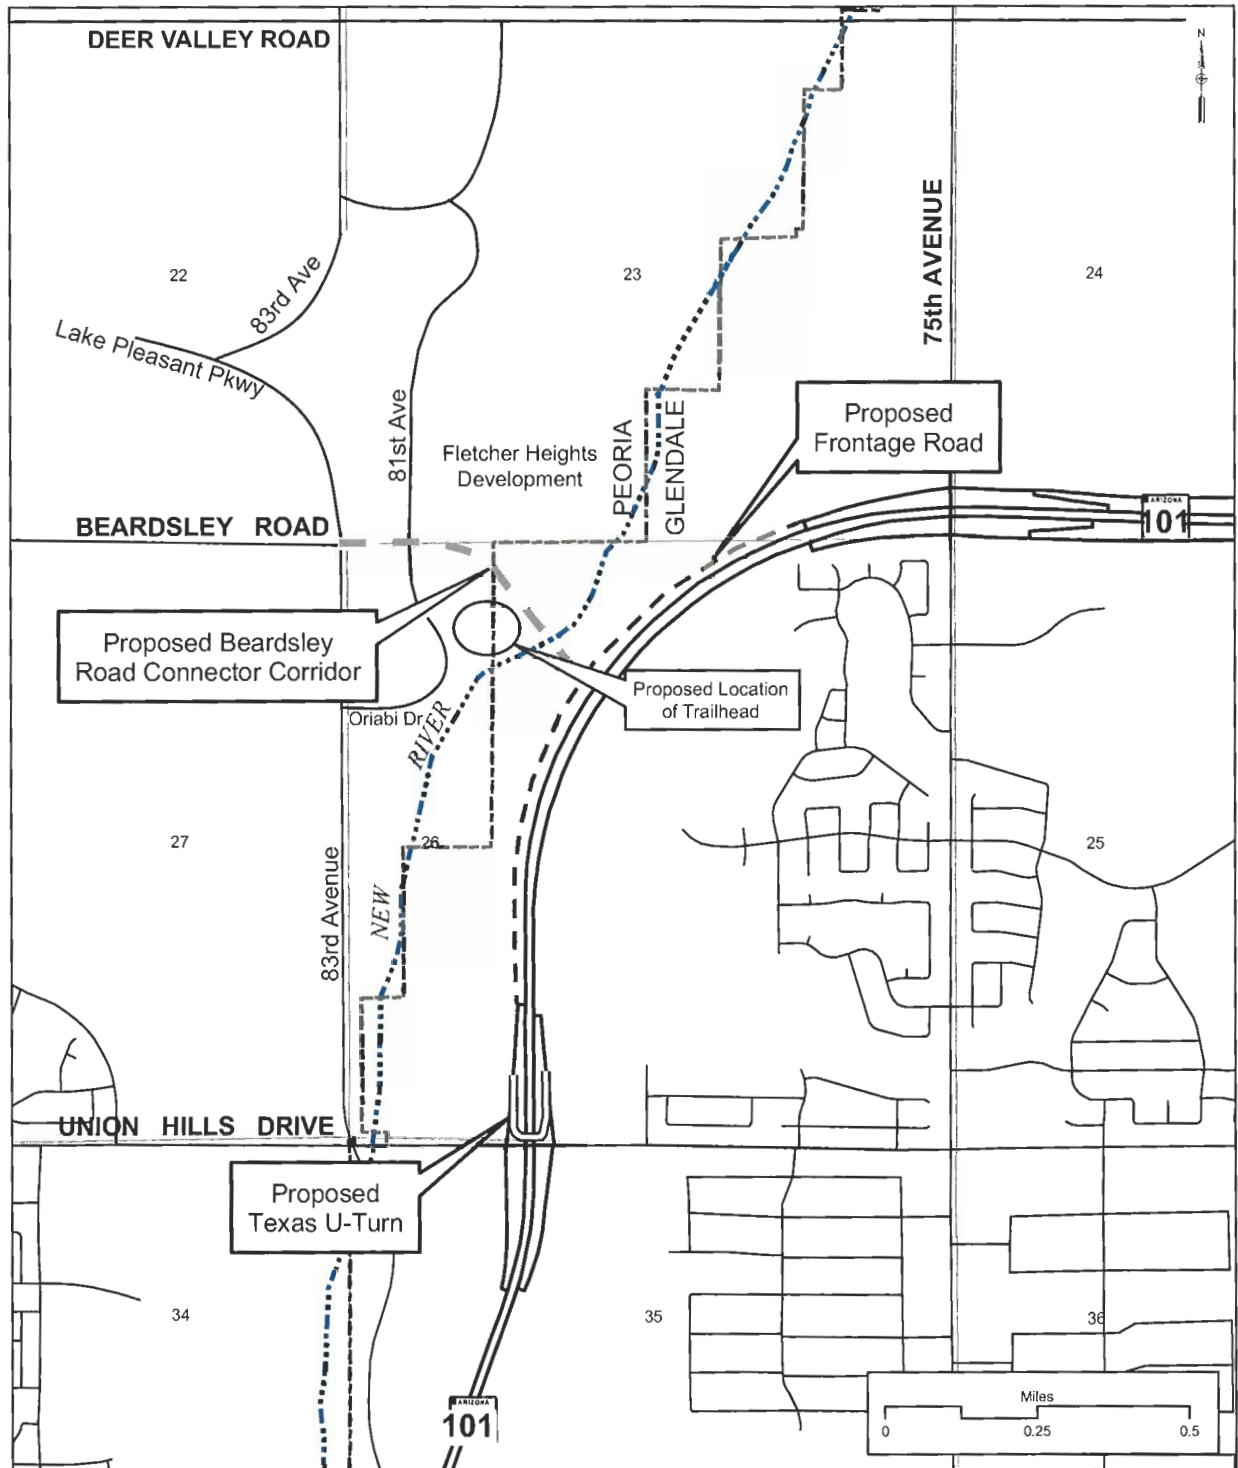 DEER VALLEY ROAD
N
22
23
24
83rd Ave
75th AVENUE
Lake Pleasant Pkwy
81st Ave
Proposed
Frontage Road
Fletcher Heights
Development
PEORIA
GLENDALE
BEARDSLEY ROAD
ARIZONA
101
Proposed Beardsley
Road Connector Corridor
Proposed Location
of Trailhead
Oriabi Dr
RIVER
27
26
25
83rd Avenue
NEW
UNION HILLS DRIVE
Proposed
Texas U-Turn
34
35
36
Miles
0 0.25 0.5
ARIZONA
101